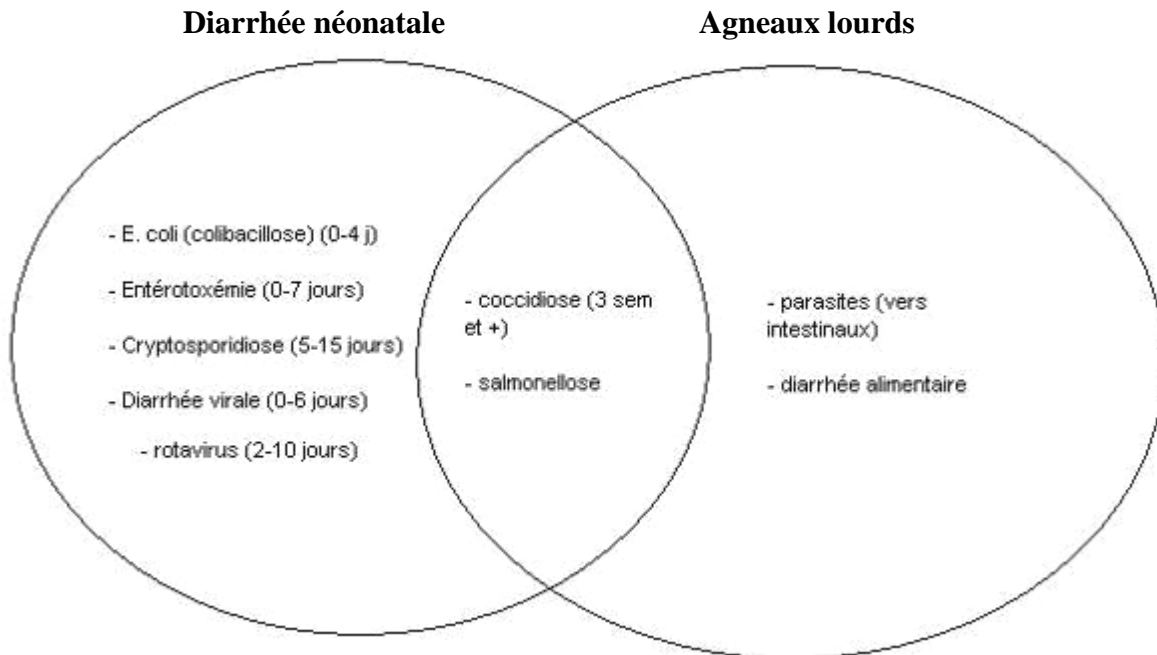 Diarrhée néonatale
Agneaux lourds
- E. coli (colibacillose) (0-4 j)
- Entérotoxémie (0-7 jours)
- Cryptosporidiose (5-15 jours)
- Diarrhée virale (0-6 jours)
- rotavirus (2-10 jours)
- coccidiose (3 sem
et +)
- salmonellose
- parasites (vers
intestinaux)
- diarrhée alimentaire